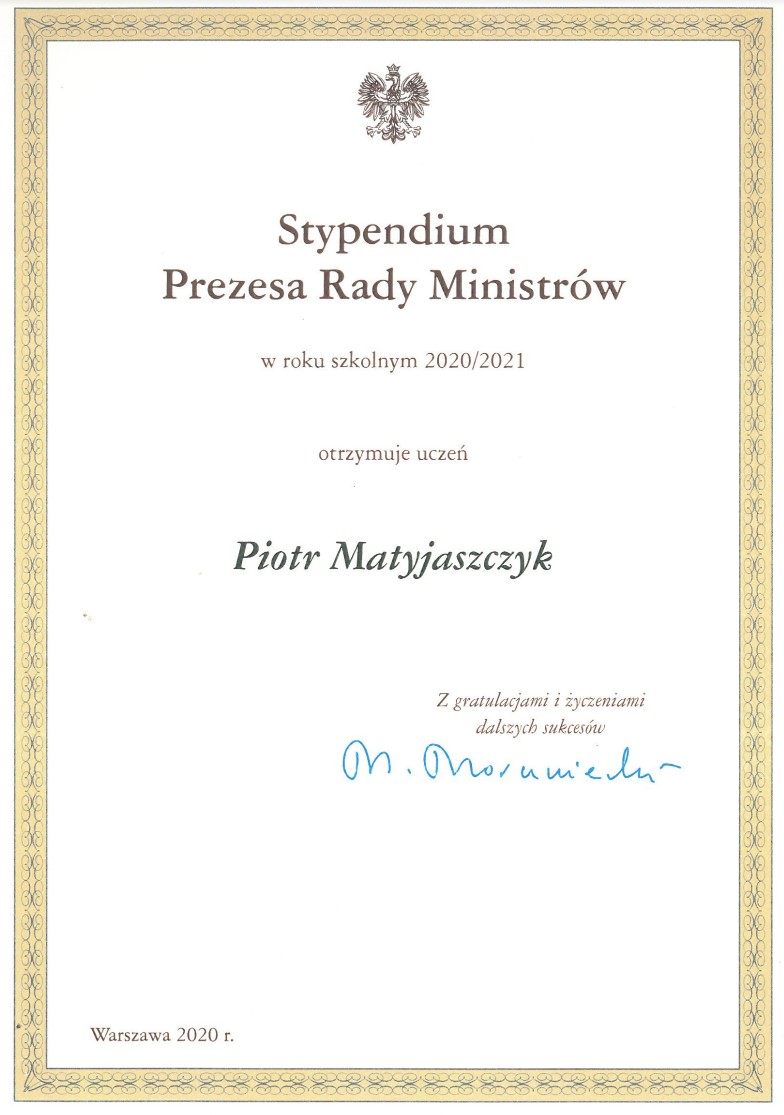 Stypendium
Prezesa Rady Ministrów
w roku szkolnym 2020/2021
otrzymuje uczeń
Piotr Matyjaszczyk
Z gratulacjami i życzeniami
dalszych sukcesów
M. Morawiecki
Warszawa 2020 r.